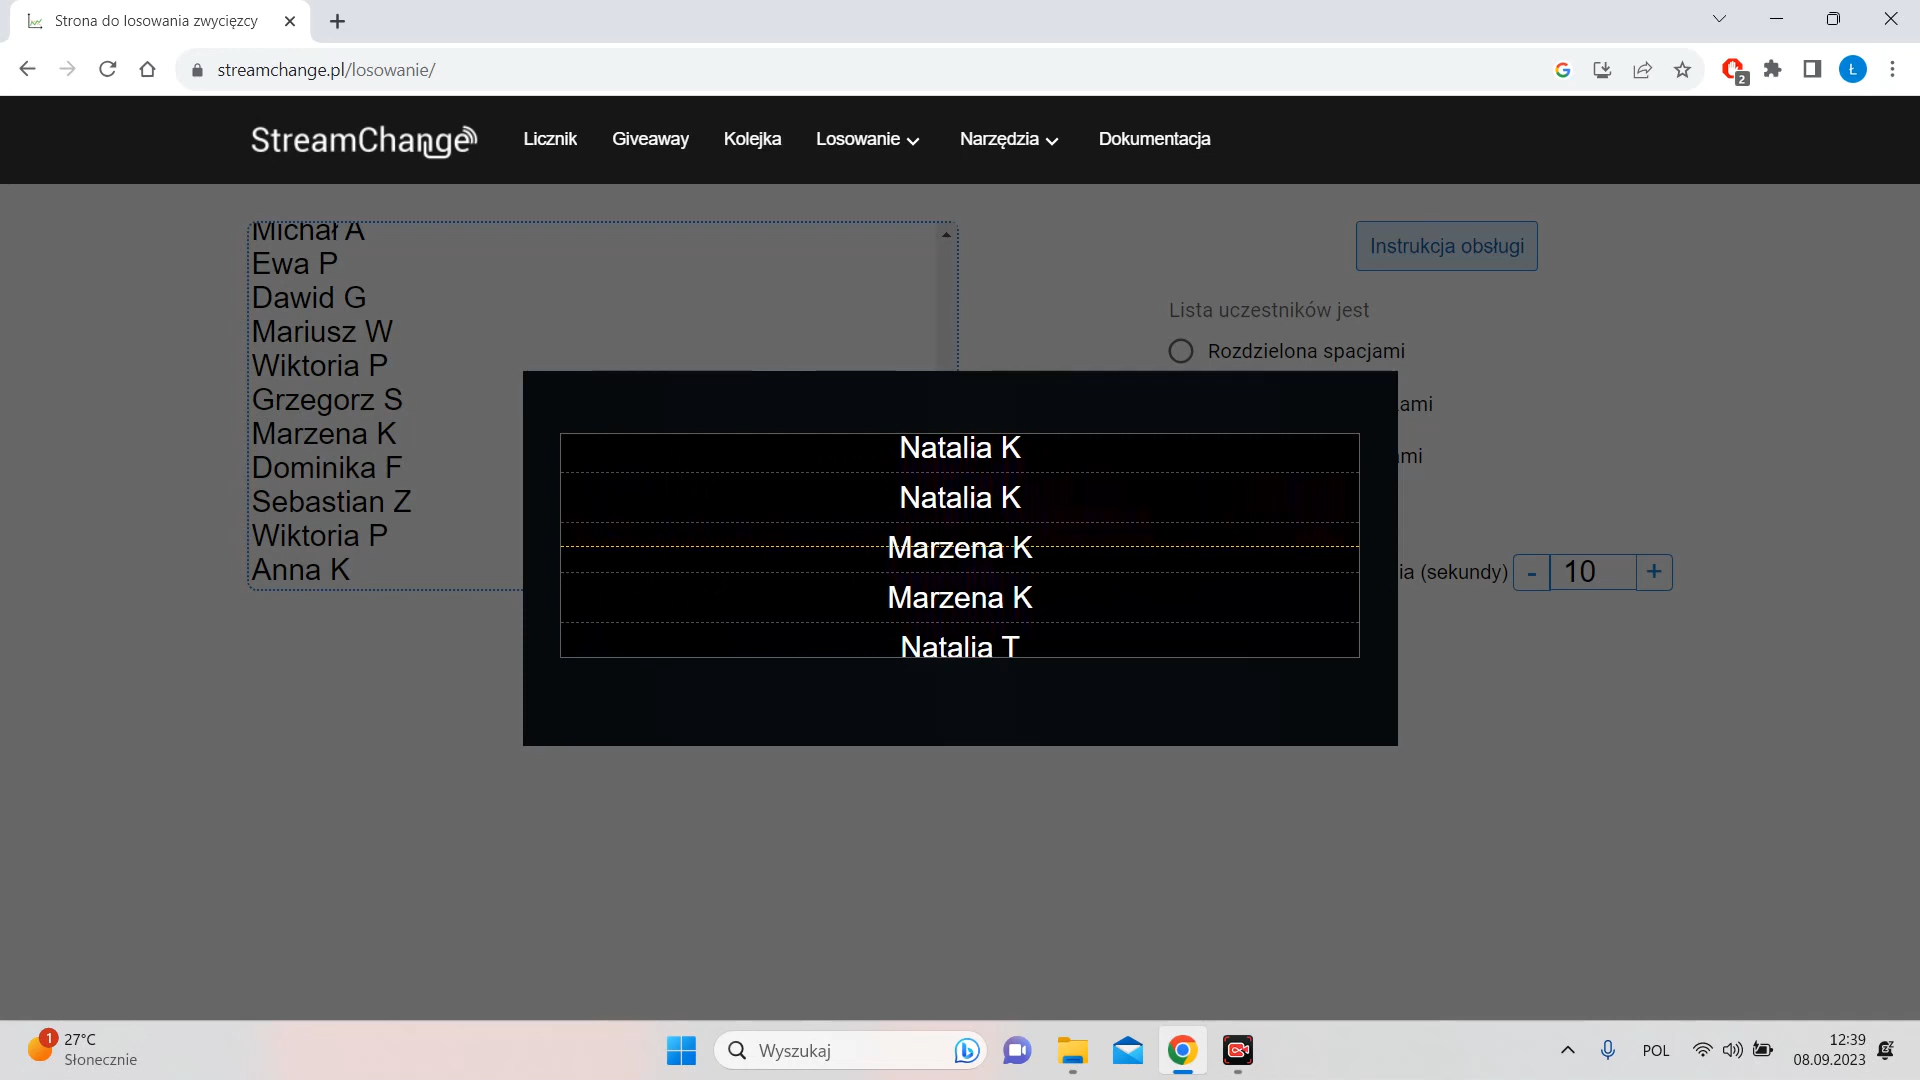 Strona do losowania zwycięzcy
streamchange.pl/losowanie/
2
Ł
StreamChange
Licznik
Giveaway
Kolejka
Losowanie
Narzędzia
Dokumentacja
Michał A
Ewa P
Dawid G
Mariusz W
Wiktoria P
Grzegorz S
Marzena K
Dominika F
Sebastian Z
Wiktoria P
Anna K
Instrukcja obsługi
Lista uczestników jest
Rozdzielona spacjami
ami
mi
ia (sekundy)
-
10
+
Natalia K
Natalia K
Marzena K
Marzena K
Natalia T
1
27°C
Słonecznie
Wyszukaj
POL
12:39
08.09.2023